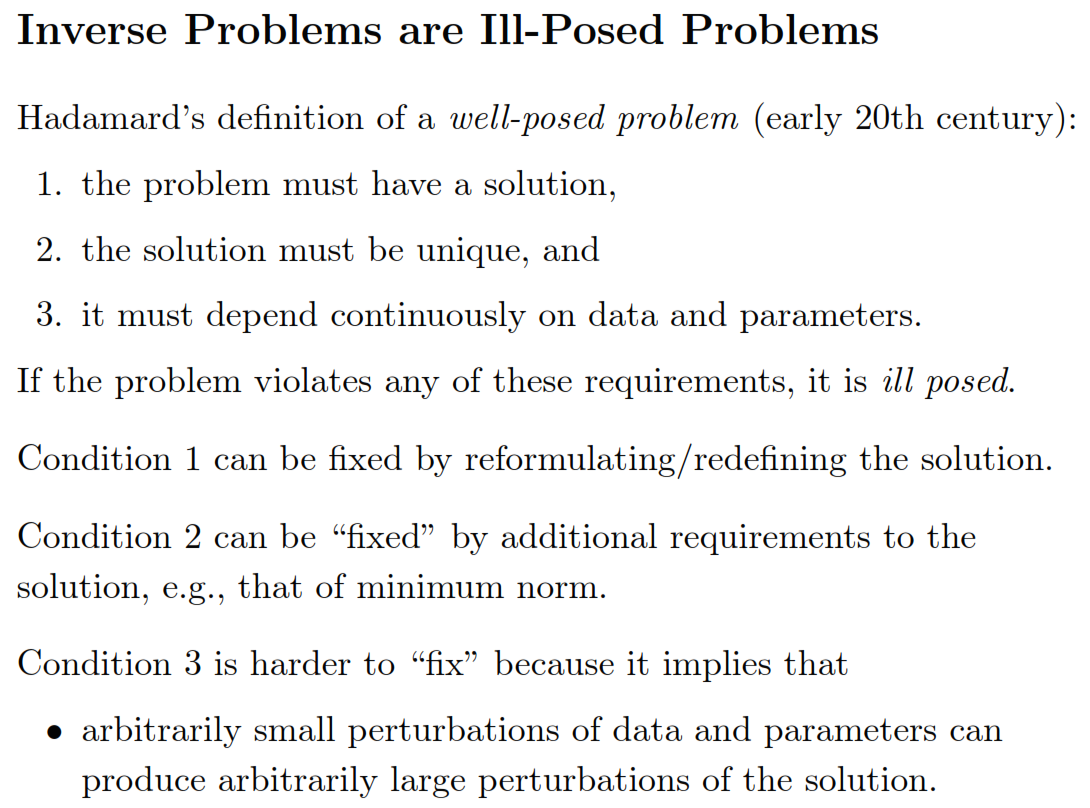 Inverse Problems are Ill-Posed Problems
Hadamard’s definition of a well-posed problem (early 20th century):
1. the problem must have a solution,
2. the solution must be unique, and
3. it must depend continuously on data and parameters.
If the problem violates any of these requirements, it is ill posed.
Condition 1 can be fixed by reformulating/redefining the solution.
Condition 2 can be “fixed” by additional requirements to the
solution, e.g., that of minimum norm.
Condition 3 is harder to “fix” because it implies that
• arbitrarily small perturbations of data and parameters can
produce arbitrarily large perturbations of the solution.